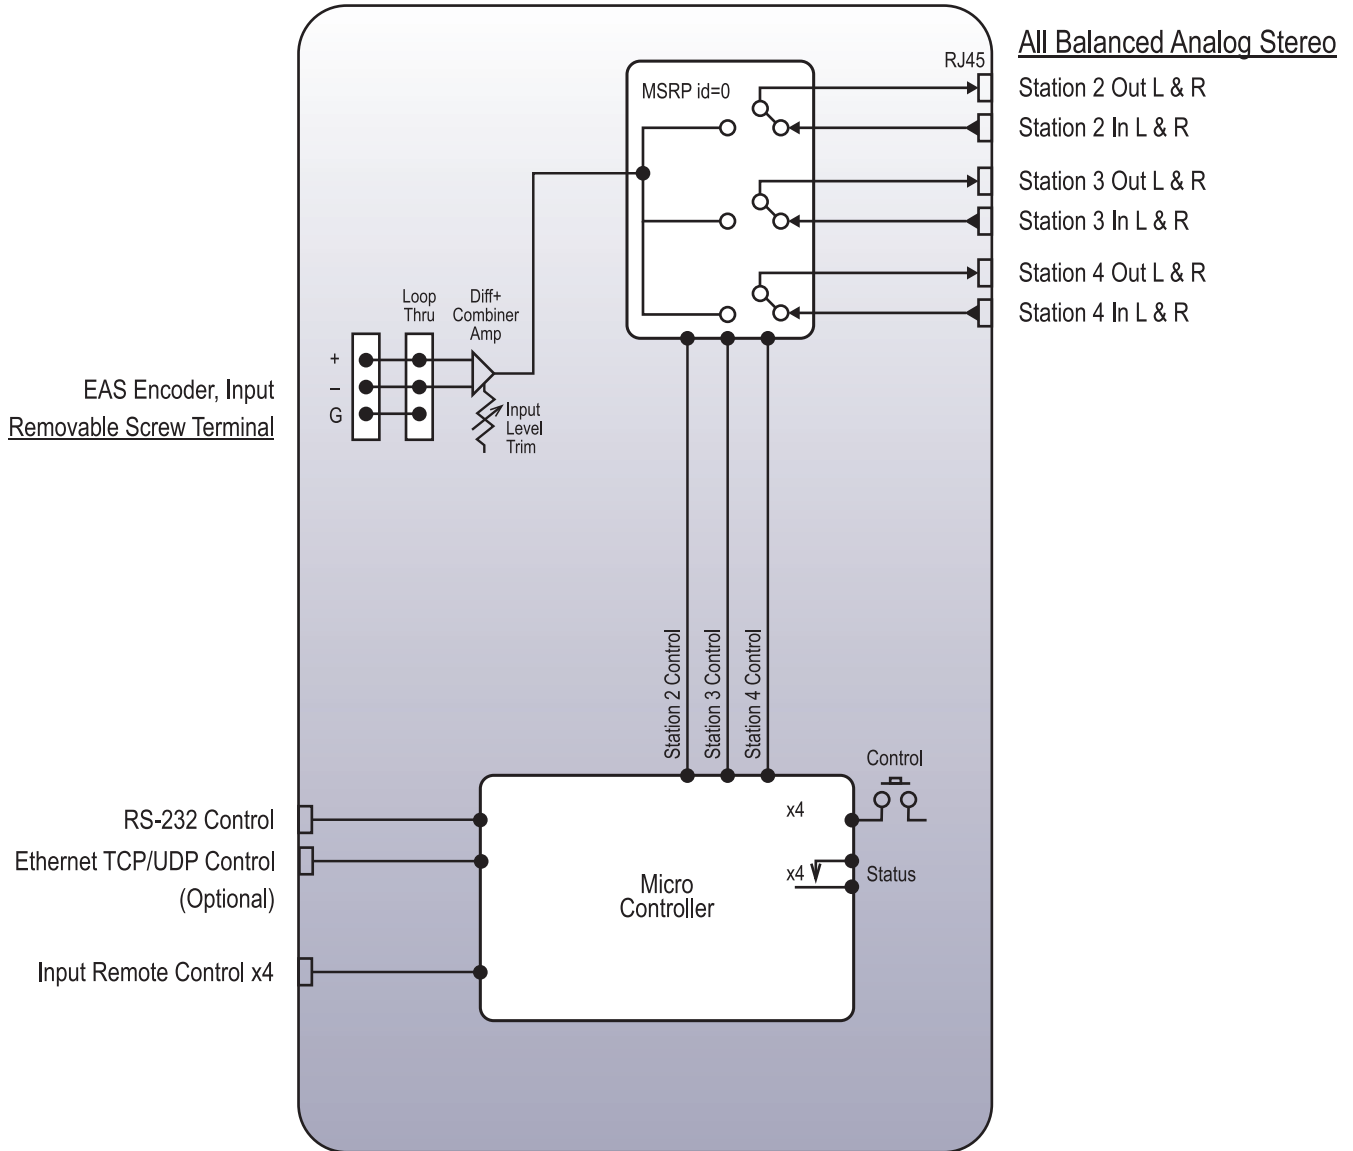 All Balanced Analog Stereo
RJ45
MSRP id=0
Station 2 Out L & R
Station 2 In L & R
Station 3 Out L & R
Station 3 In L & R
Station 4 Out L & R
Station 4 In L & R
Loop
Thru
Diff+
Combiner
Amp
+
–
G
EAS Encoder, Input
Removable Screw Terminal
Input
Level
Trim
Station 2 Control
Station 3 Control
Station 4 Control
Control
x4
RS-232 Control
Ethernet TCP/UDP Control
(Optional)
x4
Status
Micro
Controller
Input Remote Control x4